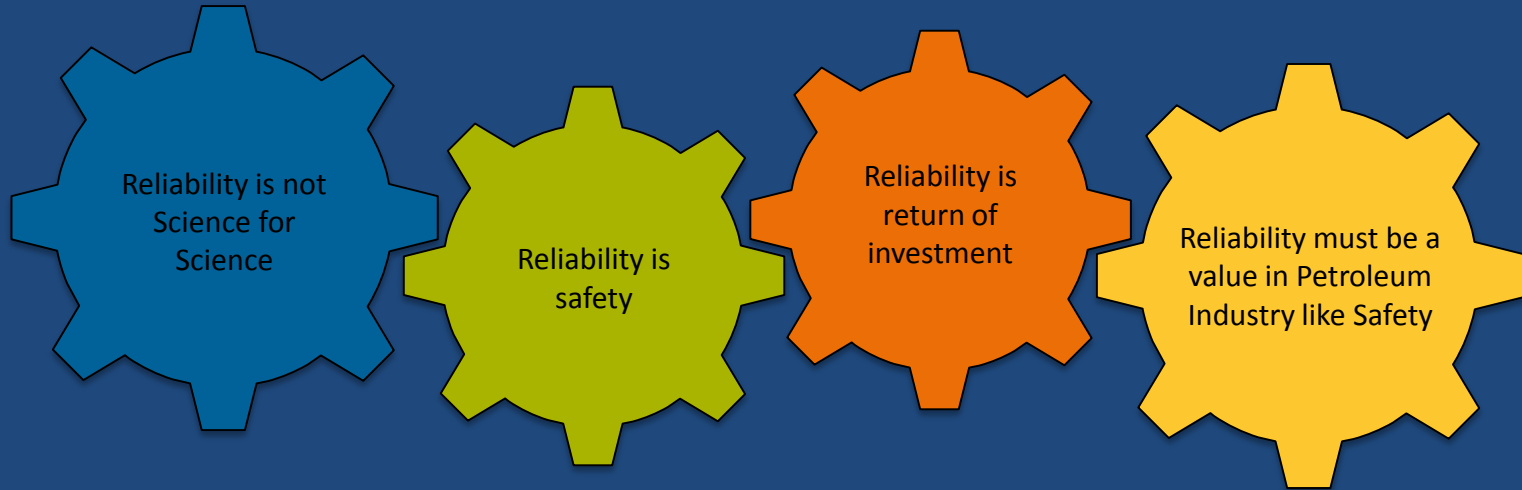 Reliability is not
Science for
Science
Reliability is
safety
Reliability is
return of
investment
Reliability must be a
value in Petroleum
Industry like Safety